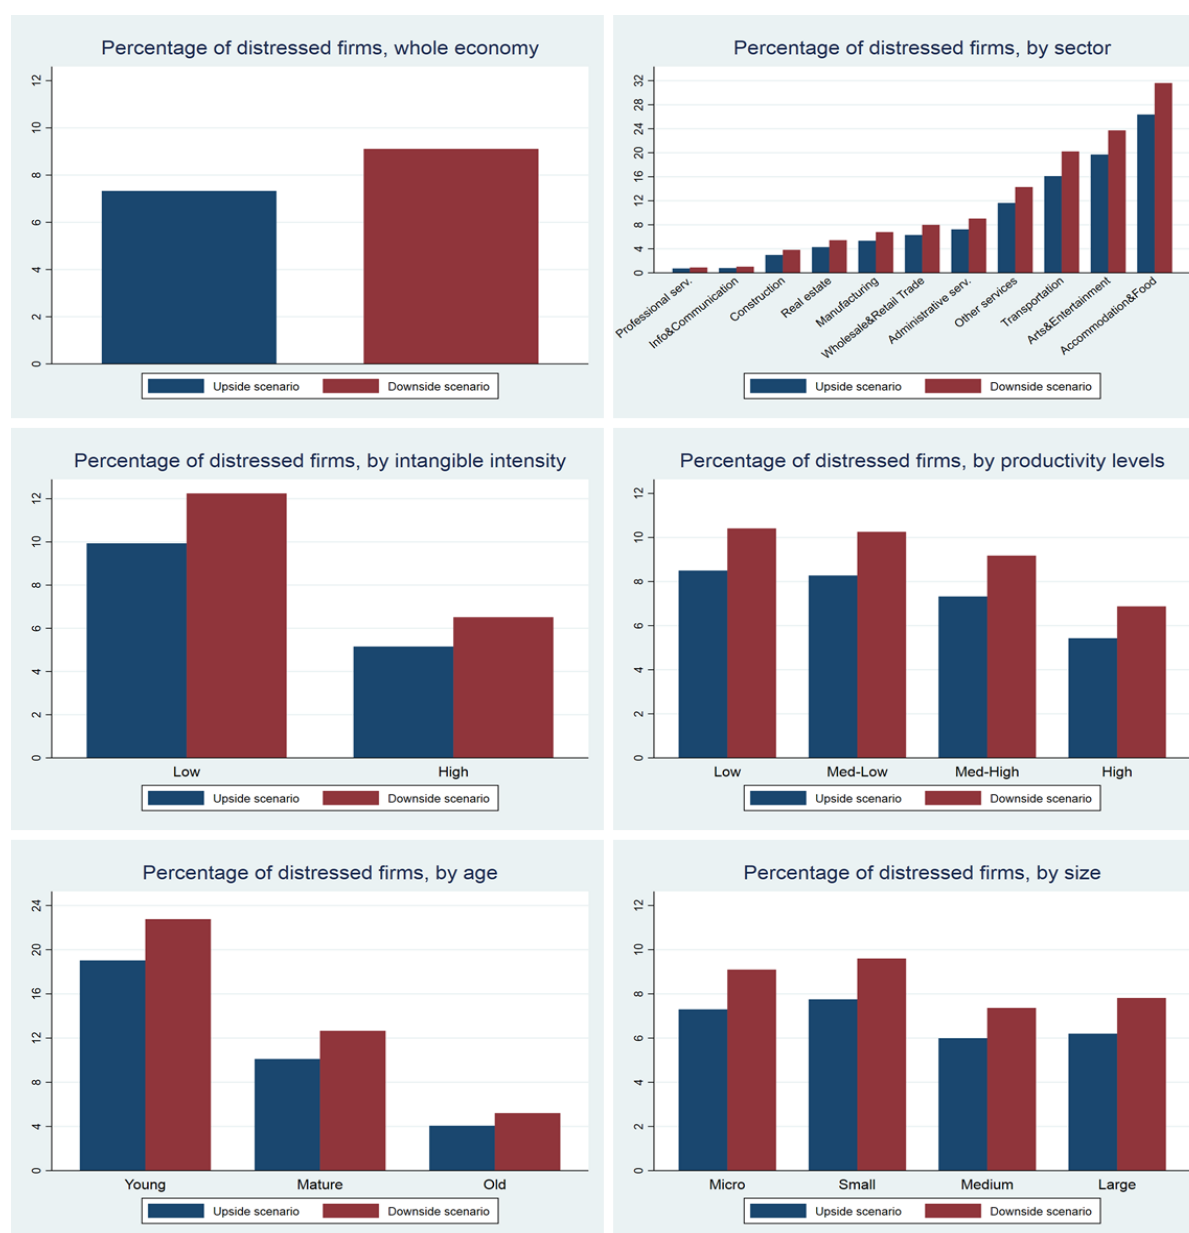 Percentage of distressed firms, whole economy
12
10
8
6
4
2
0
Upside scenario Downside scenario
Percentage of distressed firms, by sector
32
28
24
20
16
12
8
4
0
Professional serv.
Info&Communication
Construction
Real estate
Manufacturing
Wholesale&Retail Trade
Administrative serv.
Other services
Transportation
Arts&Entertainment
Accommodation&Food
Upside scenario Downside scenario
Percentage of distressed firms, by intangible intensity
12
10
8
6
4
2
0
Low High
Upside scenario Downside scenario
Percentage of distressed firms, by productivity levels
12
10
8
6
4
2
0
Low Med-Low Med-High High
Upside scenario Downside scenario
Percentage of distressed firms, by age
24
20
16
12
8
4
0
Young Mature Old
Upside scenario Downside scenario
Percentage of distressed firms, by size
12
10
8
6
4
2
0
Micro Small Medium Large
Upside scenario Downside scenario